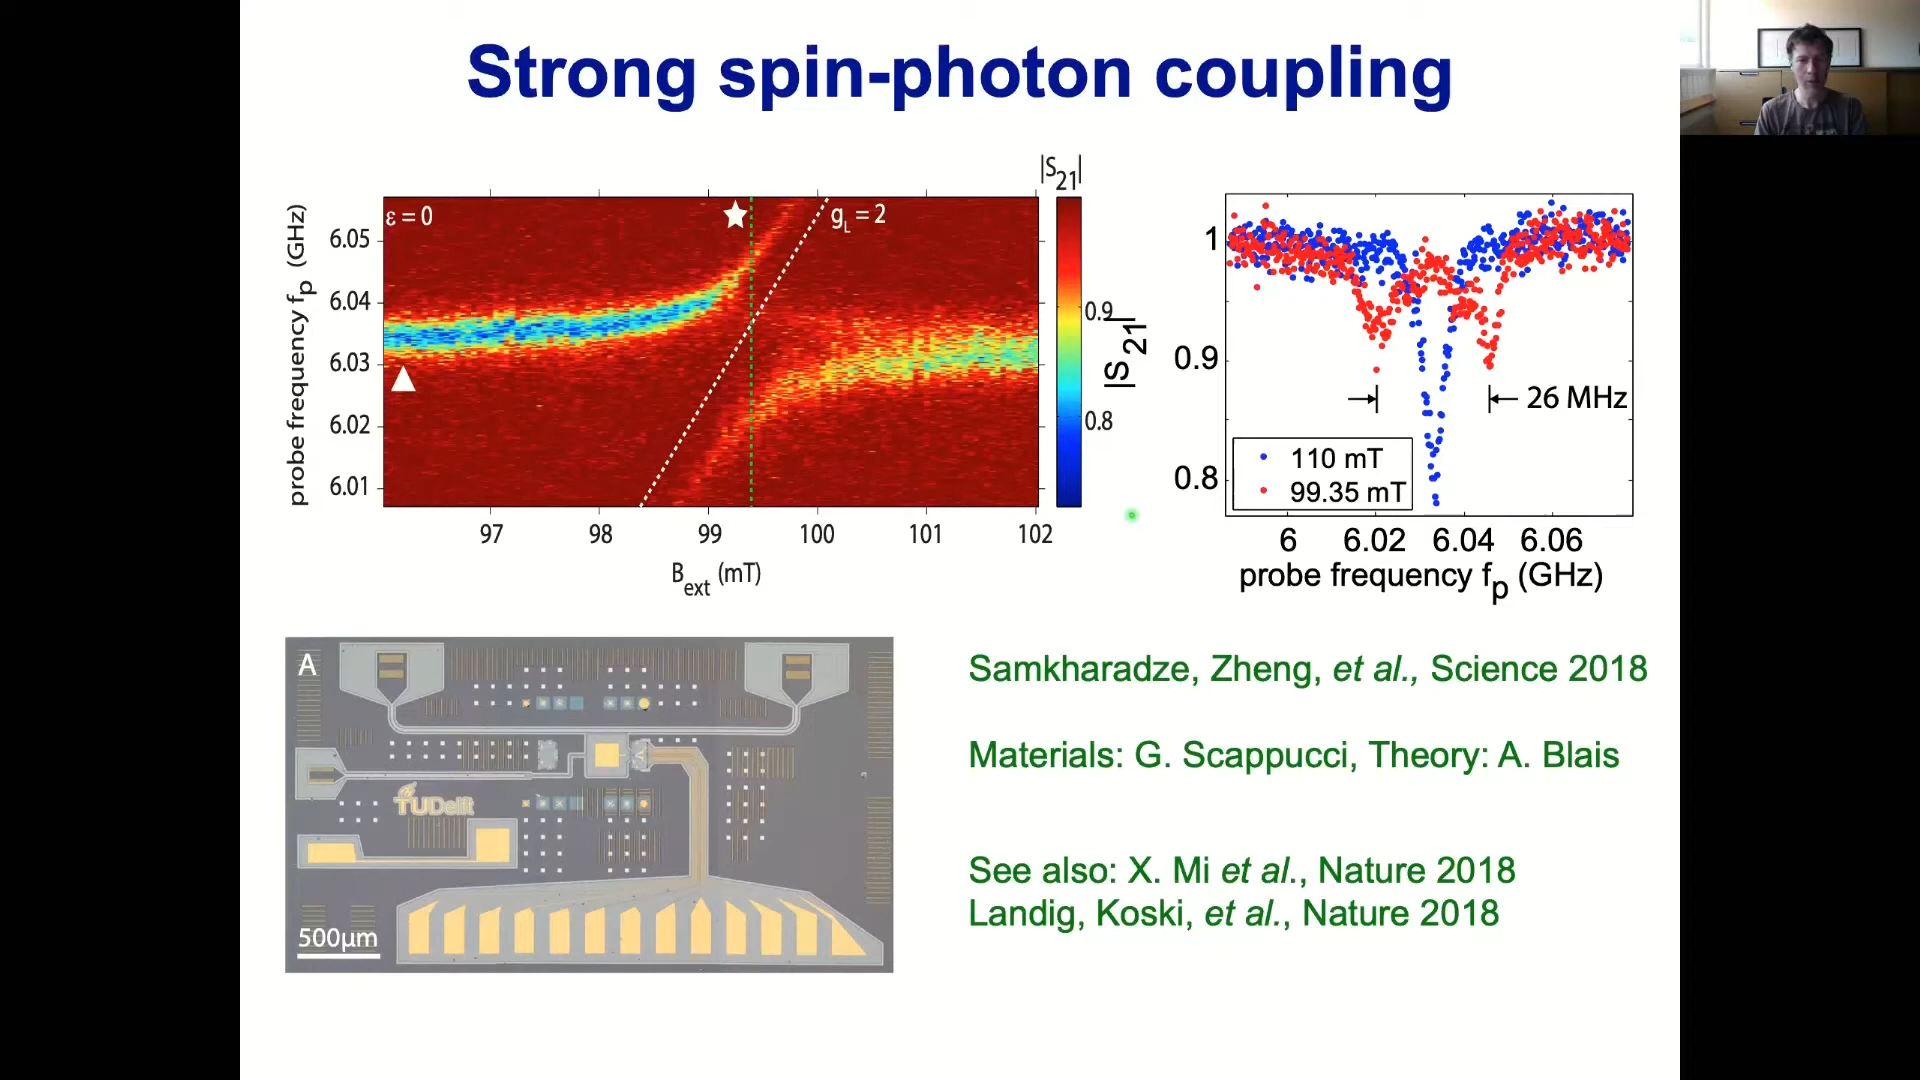 Strong spin-photon coupling
|S21|
ε = 0
gL = 2
probe frequency fp (GHz)
6.05
6.04
6.03
6.02
6.01
0.9
0.8
97 98 99 100 101 102
Bext (mT)
|S21|
1
0.9
0.8
26 MHz
110 mT
99.35 mT
6 6.02 6.04 6.06
probe frequency fp (GHz)
A
TUDelft
500μm
Samkharadze, Zheng, et al., Science 2018
Materials: G. Scappucci, Theory: A. Blais
See also: X. Mi et al., Nature 2018
Landig, Koski, et al., Nature 2018